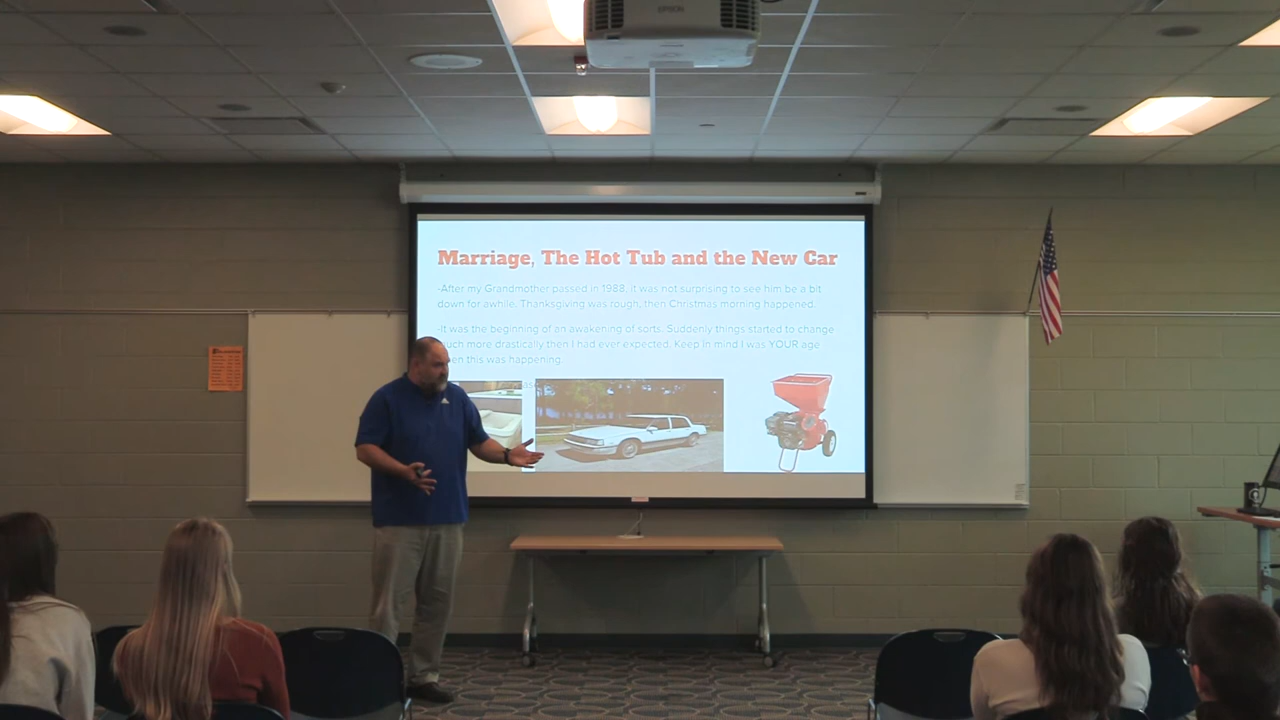 EPSON
Marriage, The Hot Tub and the New Car
-After my Grandmother passed in 1988, it was not surprising to see him be a bit
down for awhile. Thanksgiving was rough, then Christmas morning happened.
-It was the beginning of an awakening of sorts. Suddenly things started to change
much more drastically then I had ever expected. Keep in mind I was YOUR age
this was happening.